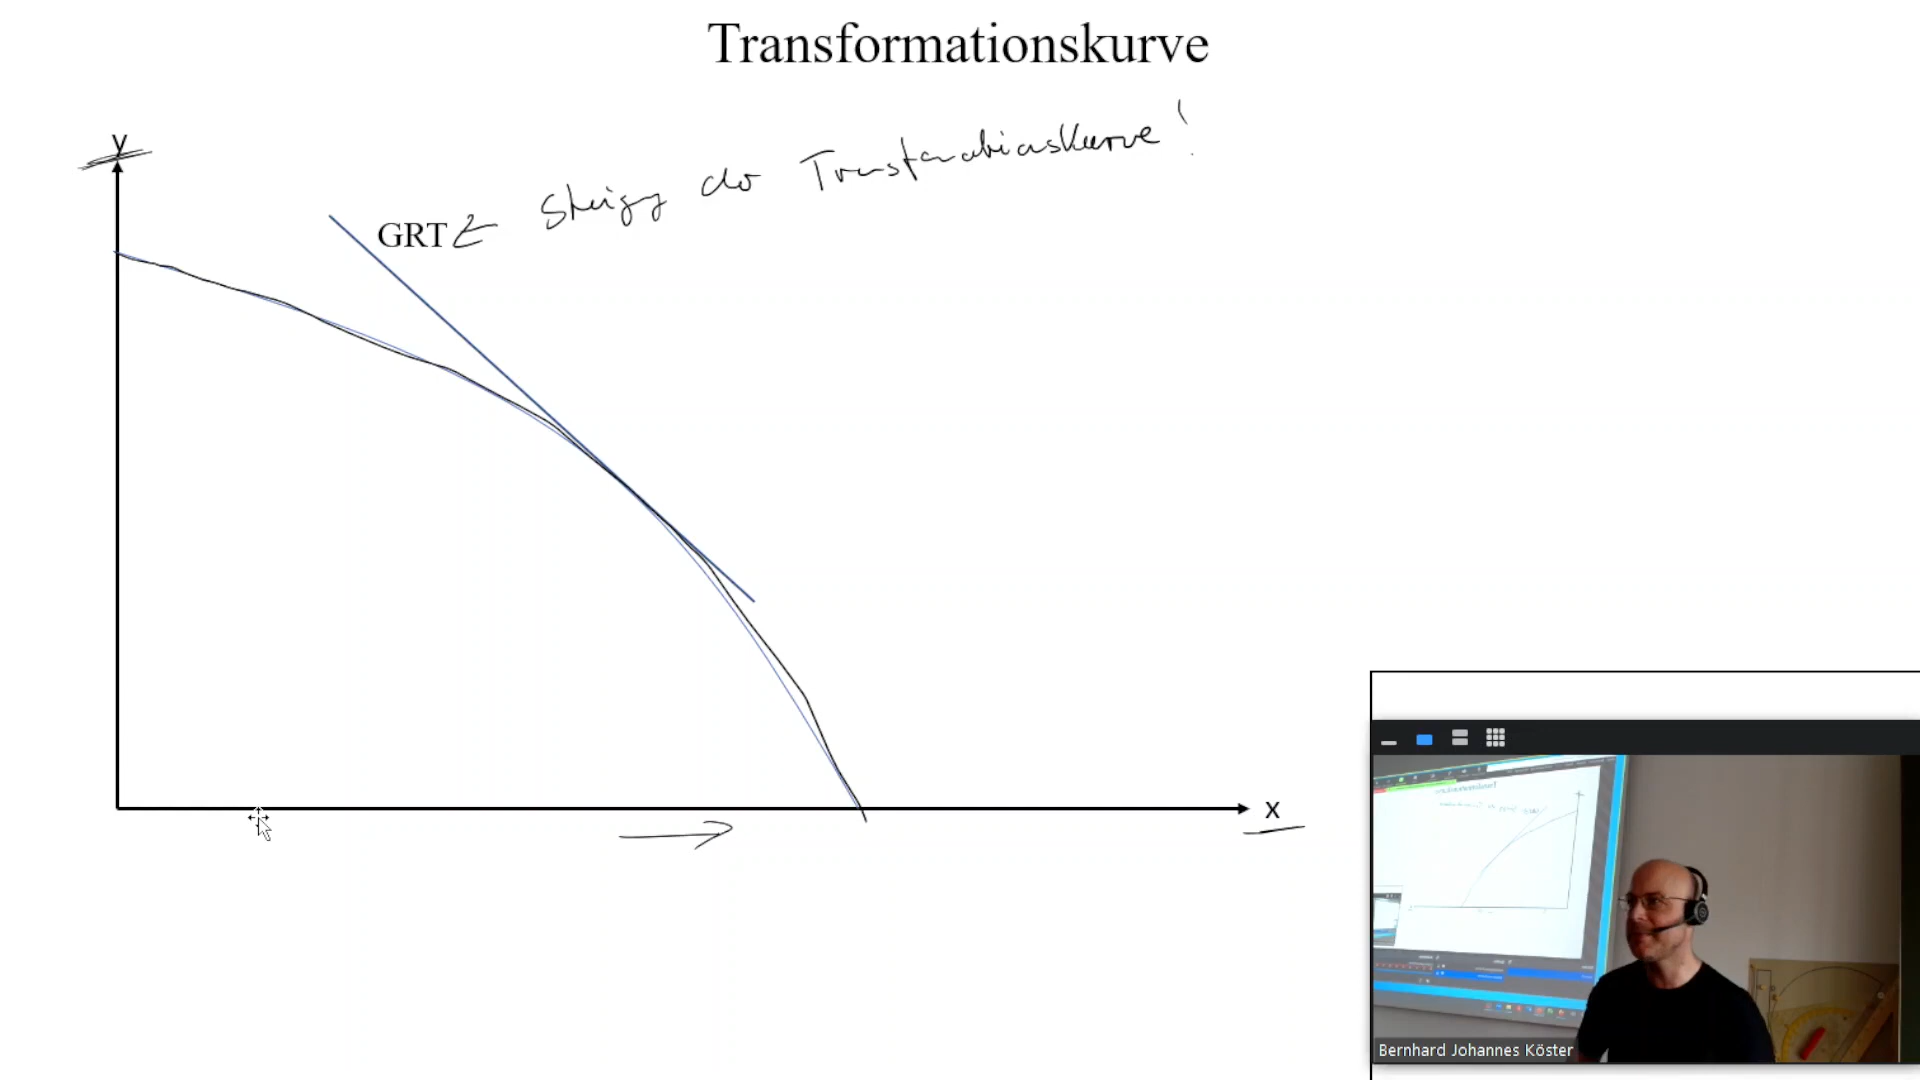 Transformationskurve
y
GRT ← Steigung der Transformationskurve!
x
Bernhard Johannes Köster